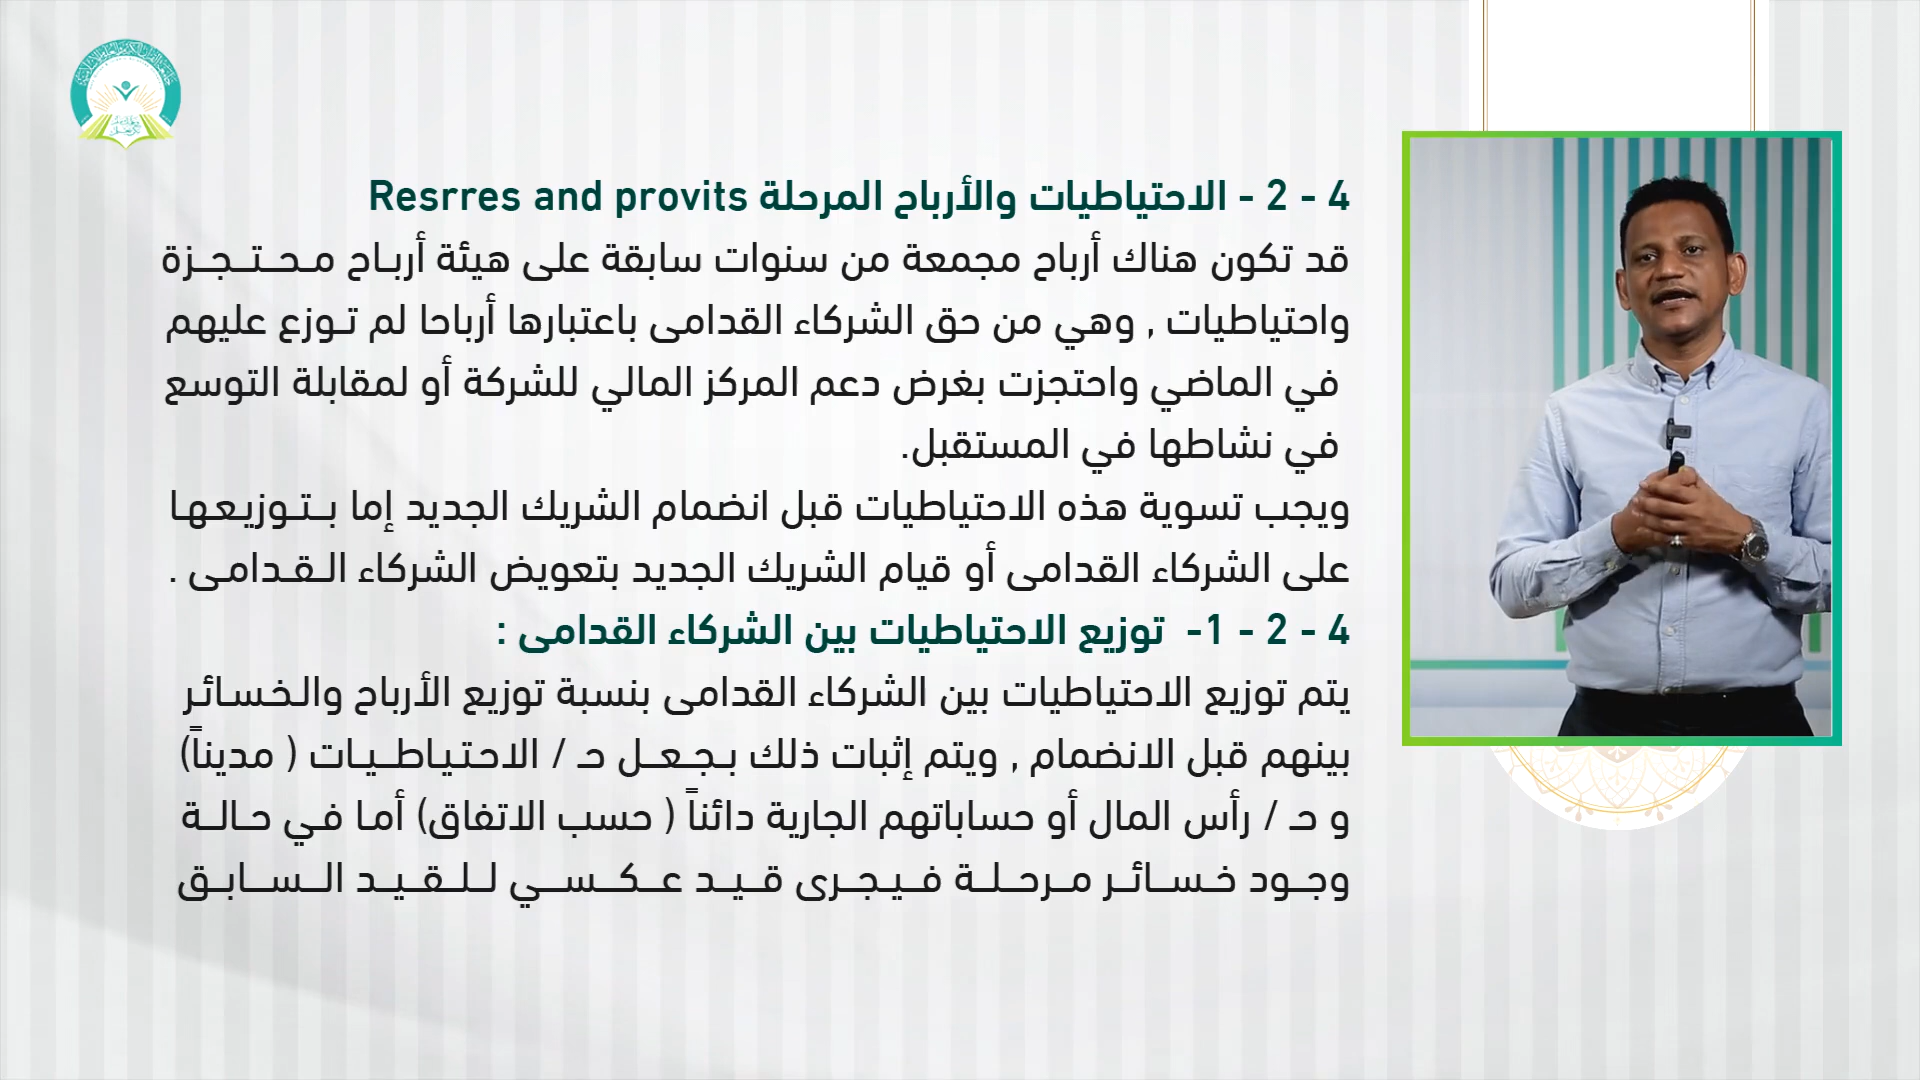 4 - 2 - الاحتياطيات والأرباح المرحلة Resrres and provits
قد تكون هناك أرباح مجمعة من سنوات سابقة على هيئة أرباح محتجزة
واحتياطيات , وهي من حق الشركاء القدامى باعتبارها أرباحا لم توزع عليهم
في الماضي واحتجزت بغرض دعم المركز المالي للشركة أو لمقابلة التوسع
في نشاطها في المستقبل.
ويجب تسوية هذه الاحتياطيات قبل انضمام الشريك الجديد إما بتوزيعها
على الشركاء القدامى أو قيام الشريك الجديد بتعويض الشركاء القدامى .
4 - 2 - 1- توزيع الاحتياطيات بين الشركاء القدامى :
يتم توزيع الاحتياطيات بين الشركاء القدامى بنسبة توزيع الأرباح والخسائر
بينهم قبل الانضمام , ويتم إثبات ذلك بجعل حـ / الاحتياطيات ( مديناً)
و حـ / رأس المال أو حساباتهم الجارية دائناً ( حسب الاتفاق) أما في حالة
وجود خسائر مرحلة فيجرى قيد عكسي للقيد السابق